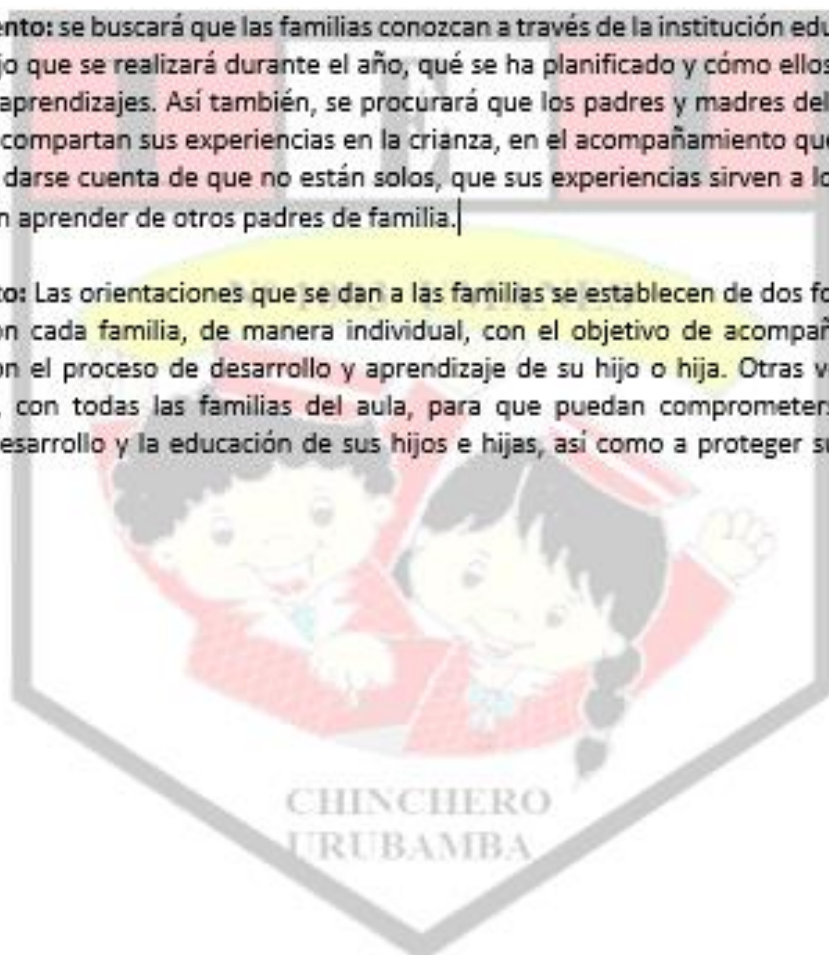 ento: se buscará que las familias conozcan a través de la institución edu
jo que se realizará durante el año, qué se ha planificado y cómo ellos
aprendizajes. Así también, se procurará que los padres y madres del
compartan sus experiencias en la crianza, en el acompañamiento que
darse cuenta de que no están solos, que sus experiencias sirven a lo
n aprender de otros padres de familia.
to: Las orientaciones que se dan a las familias se establecen de dos fo
on cada familia, de manera individual, con el objetivo de acompañ
on el proceso de desarrollo y aprendizaje de su hijo o hija. Otras v
, con todas las familias del aula, para que puedan comprometers
esarrollo y la educación de sus hijos e hijas, así como a proteger su
CHINCHERO
URUBAMBA